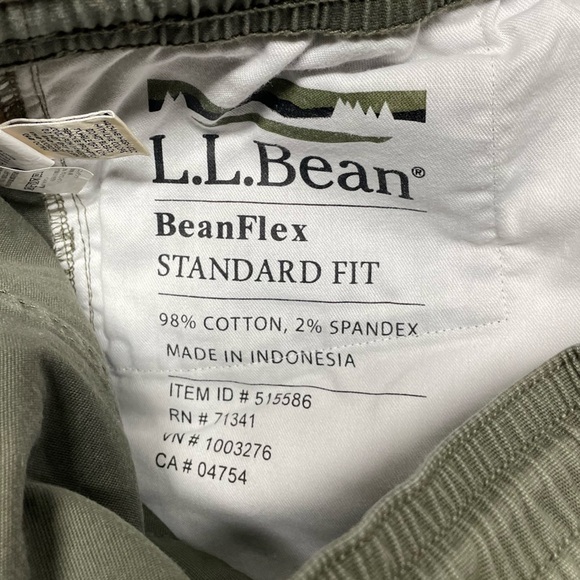 L.L.Bean®
BeanFlex
STANDARD FIT
98% COTTON, 2% SPANDEX
MADE IN INDONESIA
ITEM ID # 515586
RN # 71341
VN # 1003276
CA # 04754